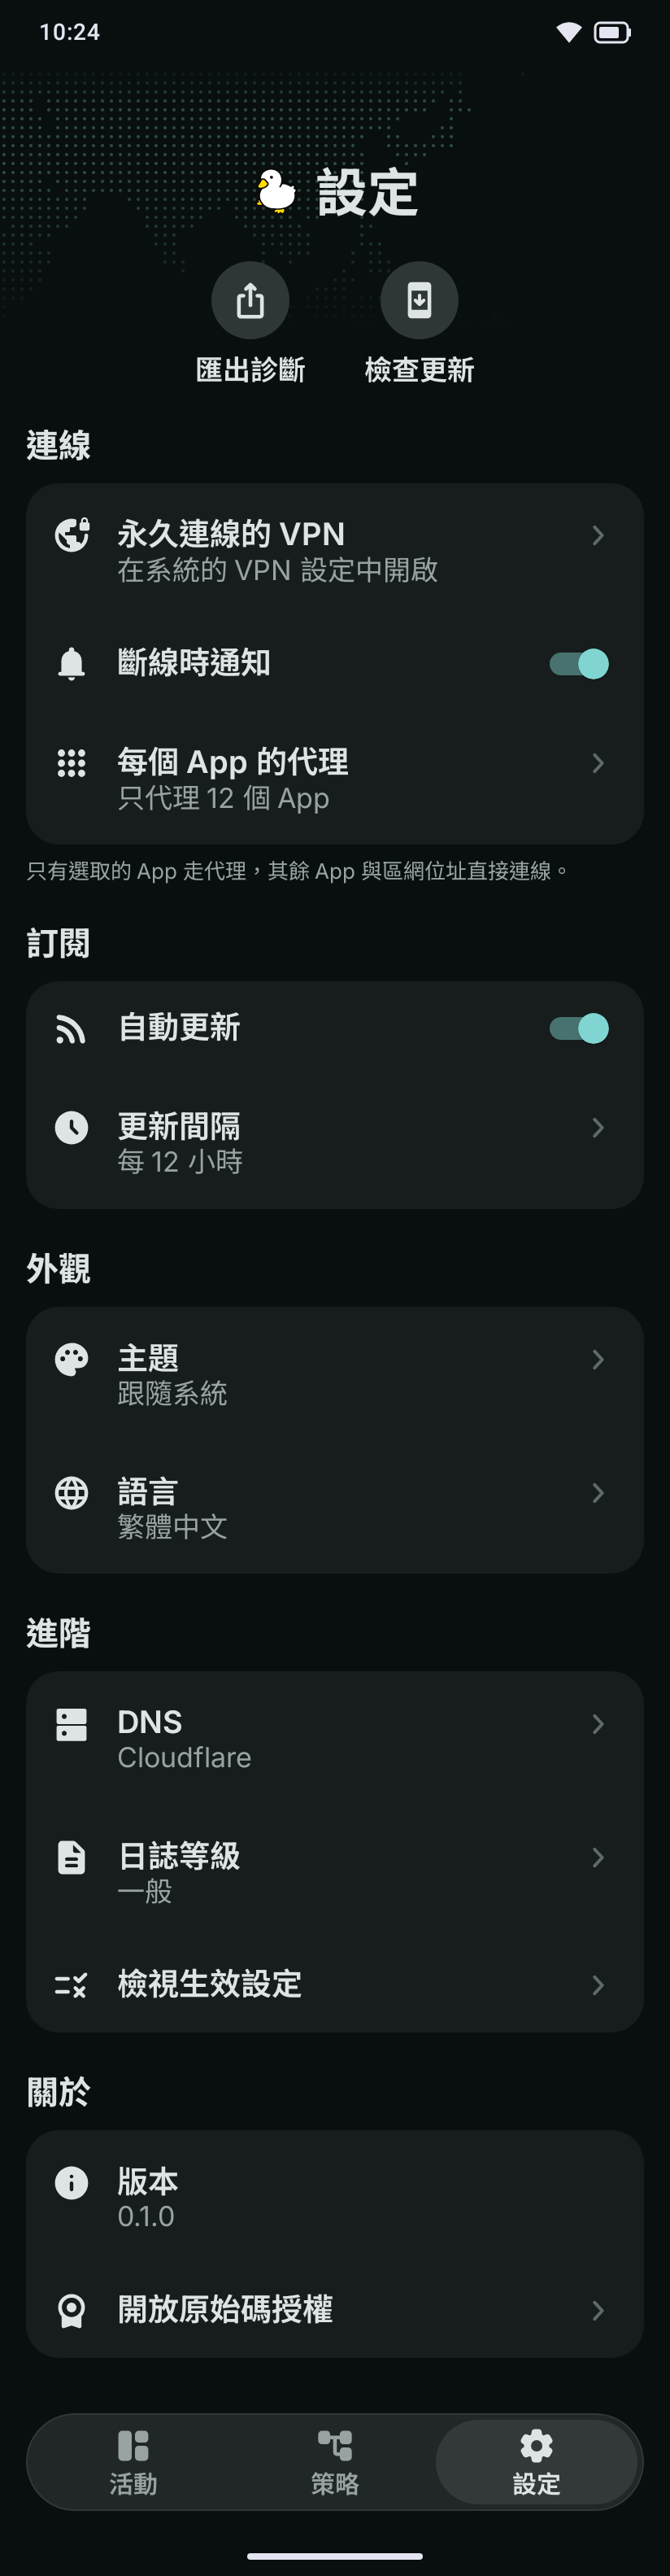 10:24
設定
匯出診斷
檢查更新
連線
永久連線的 VPN
在系統的 VPN 設定中開啟
斷線時通知
每個 App 的代理
只代理 12 個 App
只有選取的 App 走代理，其餘 App 與區網位址直接連線。
訂閱
自動更新
更新間隔
每 12 小時
外觀
主題
跟隨系統
語言
繁體中文
進階
DNS
Cloudflare
日誌等級
一般
檢視生效設定
關於
版本
0.1.0
開放原始碼授權
活動
策略
設定